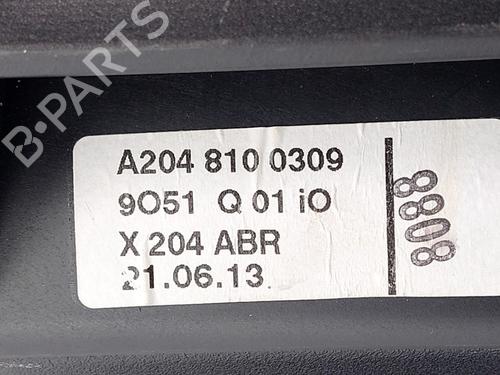 B-PARTS
A204 810 0309
9O51 Q 01 iO
X 204 ABR
21.06.13
8808